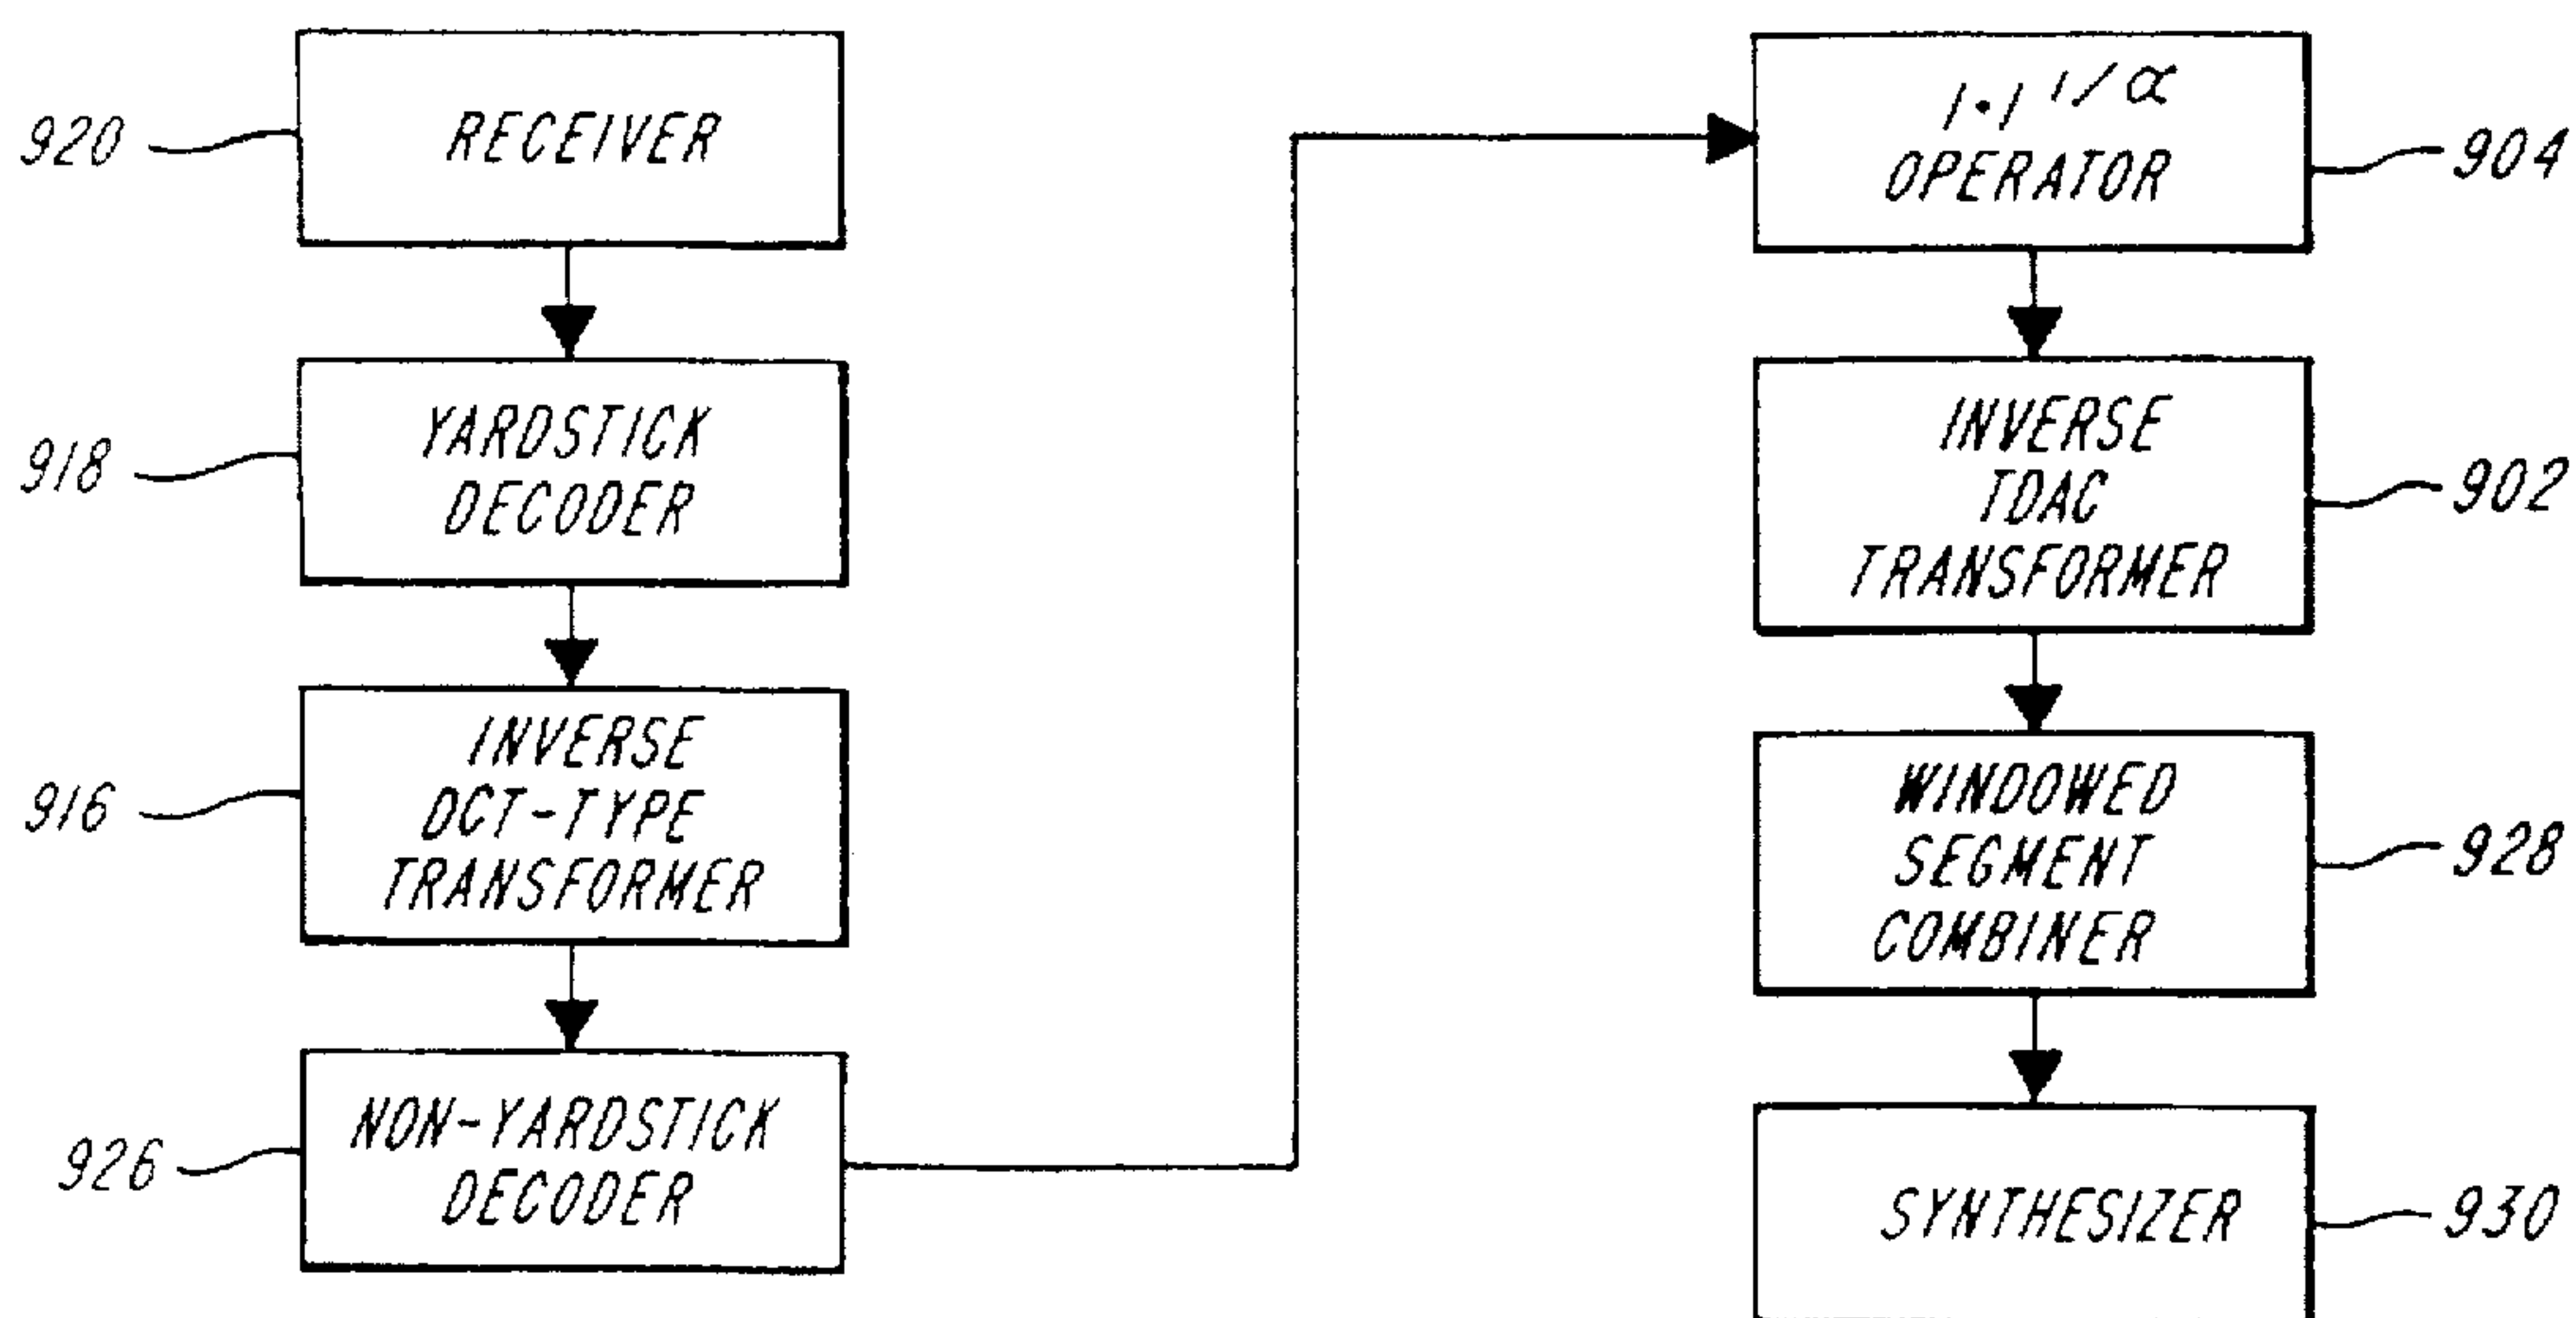 920
RECEIVER
918
YARDSTICK
DECODER
916
INVERSE
DCT-TYPE
TRANSFORMER
926
NON-YARDSTICK
DECODER
|·| 1/α
OPERATOR
904
INVERSE
TDAC
TRANSFORMER
902
WINDOWED
SEGMENT
COMBINER
928
SYNTHESIZER
930